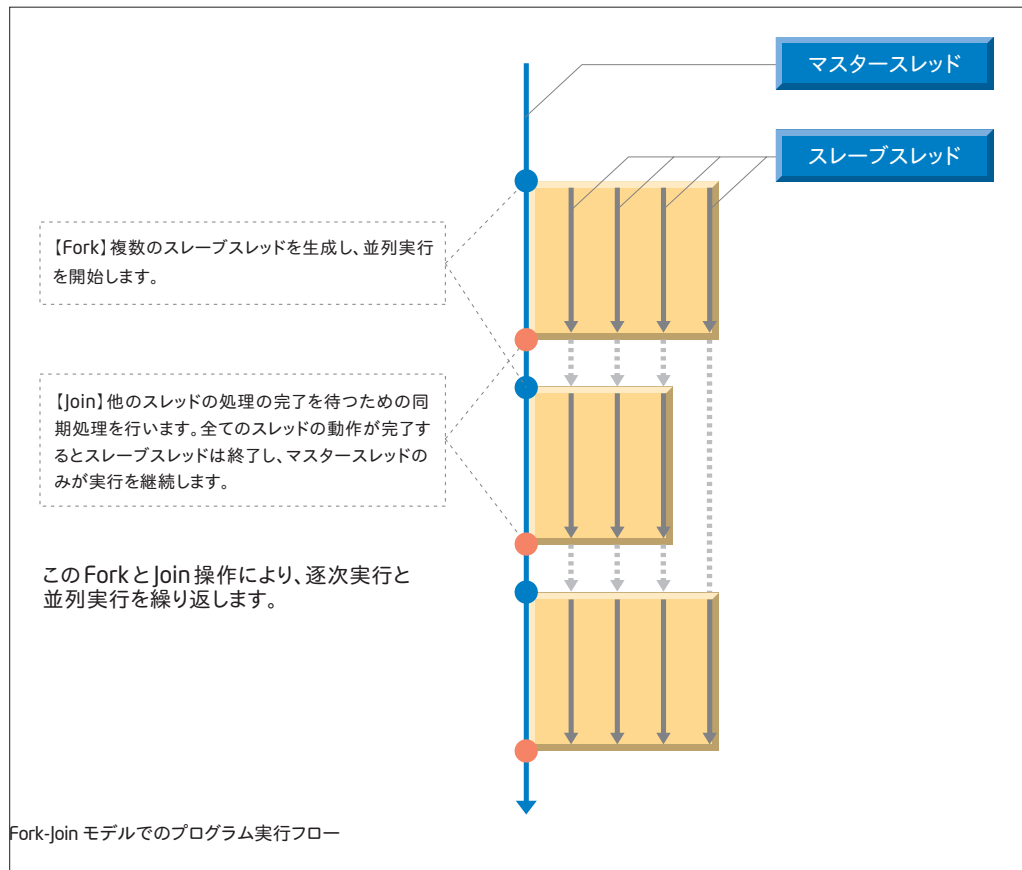 マスタースレッド
スレーブスレッド
【Fork】複数のスレーブスレッドを生成し、並列実行
を開始します。
【Join】他のスレッドの処理の完了を待つための同
期処理を行います。全てのスレッドの動作が完了す
るとスレーブスレッドは終了し、マスタースレッドの
みが実行を継続します。
このForkとJoin操作により、逐次実行と
並列実行を繰り返します。
Fork-Join モデルでのプログラム実行フロー